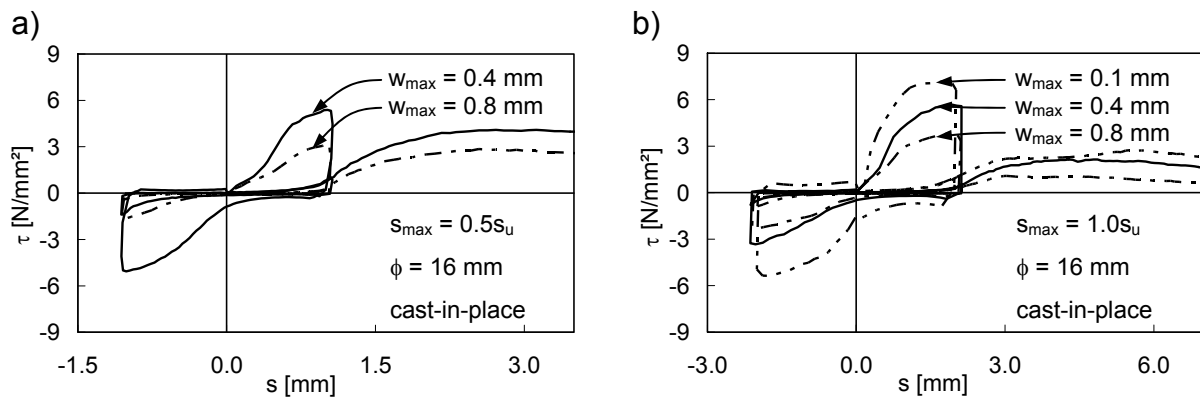 a)
9
6
3
0
-3
-6
-9
τ [N/mm²]
w_max = 0.4 mm
w_max = 0.8 mm
s_max = 0.5s_u
ϕ = 16 mm
cast-in-place
-1.5 0.0 1.5 3.0
s [mm]
b)
9
6
3
0
-3
-6
-9
τ [N/mm²]
w_max = 0.1 mm
w_max = 0.4 mm
w_max = 0.8 mm
s_max = 1.0s_u
ϕ = 16 mm
cast-in-place
-3.0 0.0 3.0 6.0
s [mm]